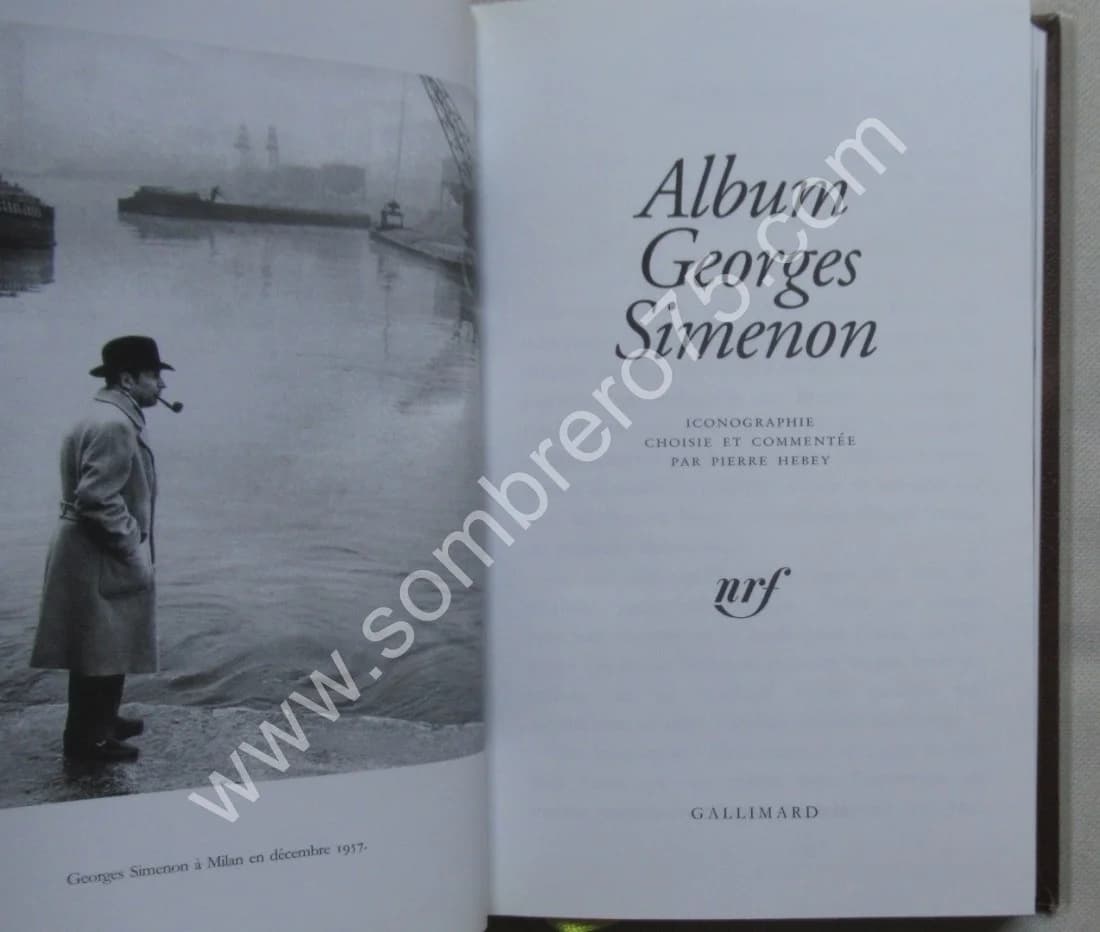 Georges Simenon à Milan en décembre 1957.
Album
Georges
Simenon
ICONOGRAPHIE
CHOISIE ET COMMENTÉE
PAR PIERRE HEBEY
nrf
GALLIMARD
www.sombrero75.com